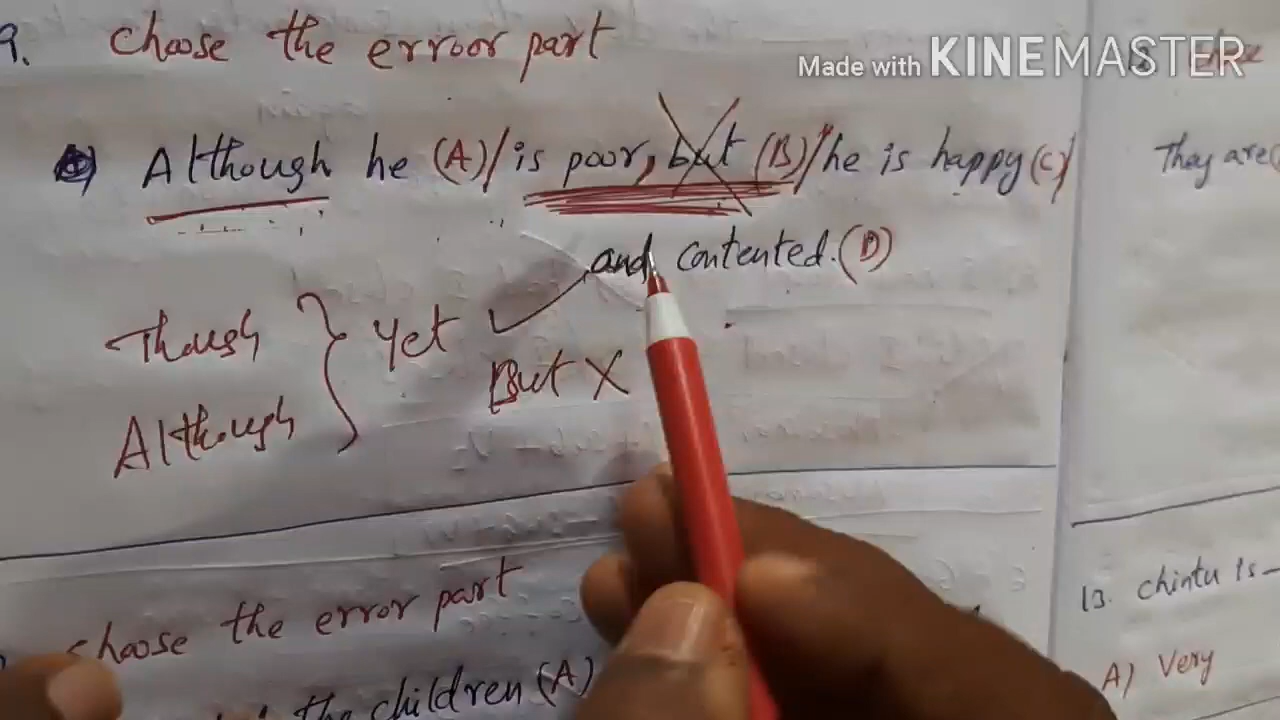 9. Choose the erroor part
Made with KINEMASTER
Although he (A)/is poor, but (B)/he is happy (C)/
and contented. (D)
Though
Although
Yet
But X
Choose the error part
the children (A)
They are
13. chintu is
A) Very